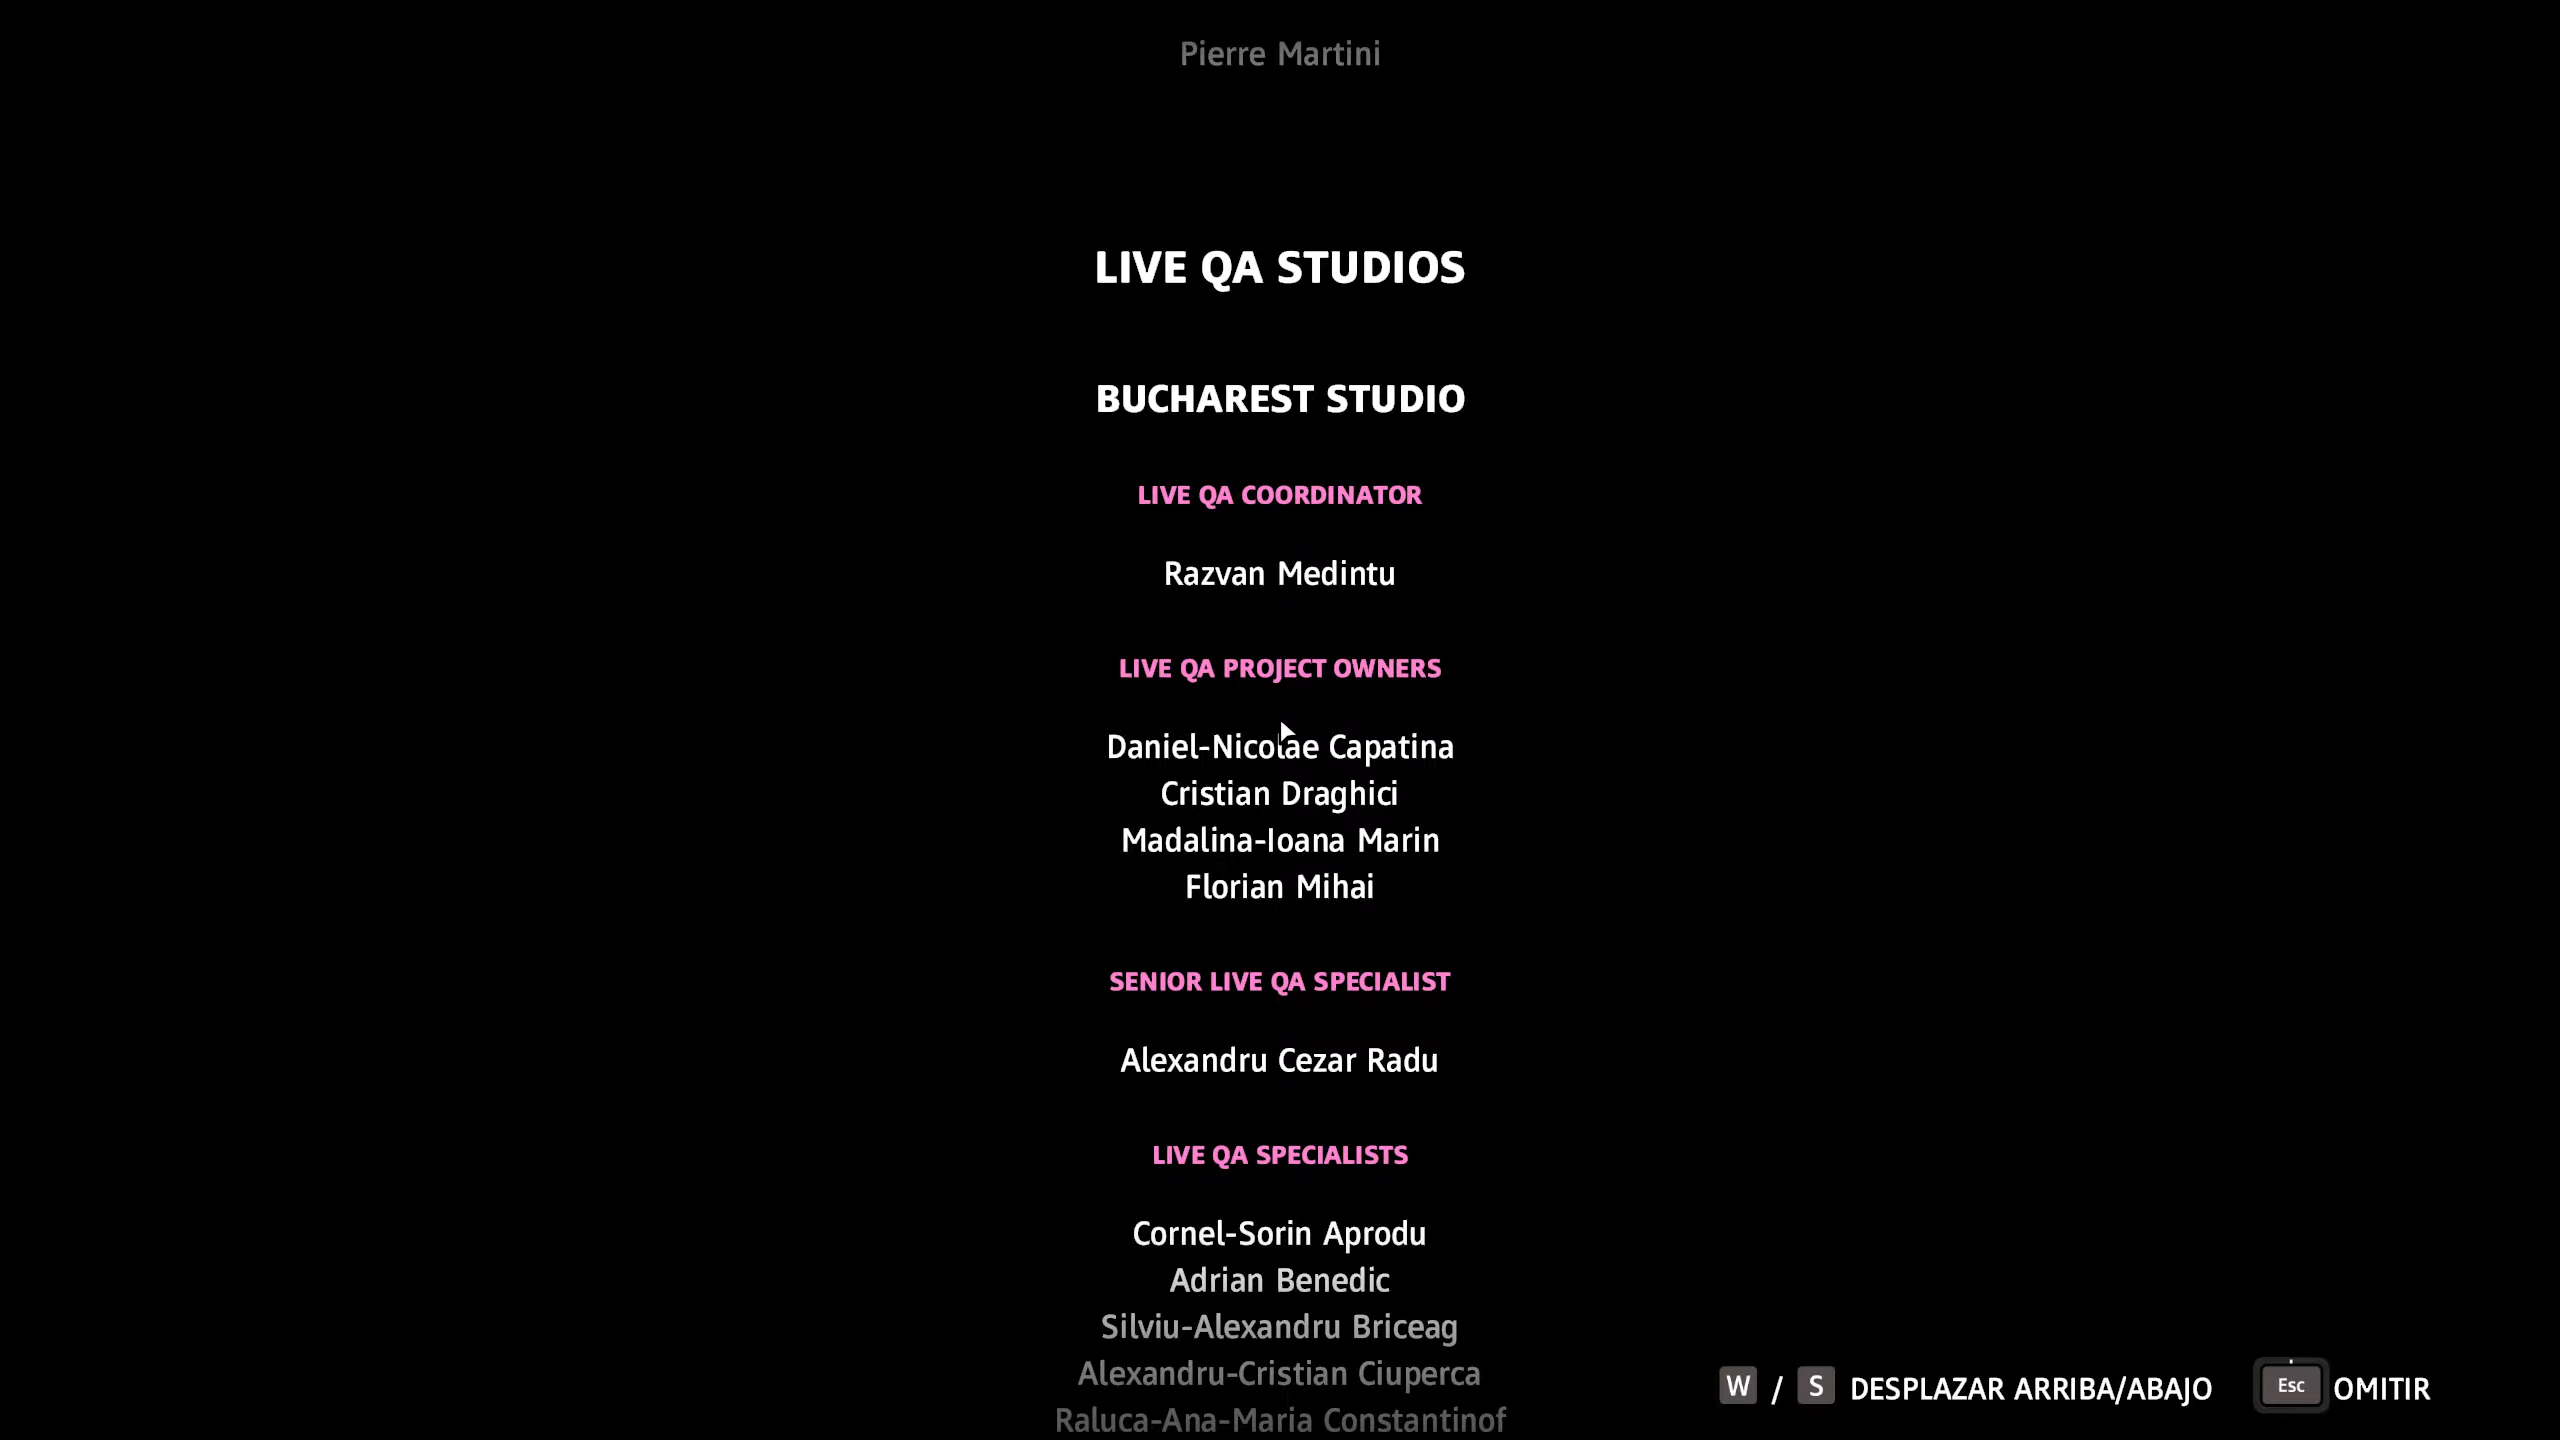 Pierre Martini
LIVE QA STUDIOS
BUCHAREST STUDIO
LIVE QA COORDINATOR
Razvan Medintu
LIVE QA PROJECT OWNERS
Daniel-Nicolae Capatina
Cristian Draghici
Madalina-Ioana Marin
Florian Mihai
SENIOR LIVE QA SPECIALIST
Alexandru Cezar Radu
LIVE QA SPECIALISTS
Cornel-Sorin Aprodu
Adrian Benedic
Silviu-Alexandru Briceag
Alexandru-Cristian Ciuperca
Raluca-Ana-Maria Constantinof
W / S DESPLAZAR ARRIBA/ABAJO Esc OMITIR